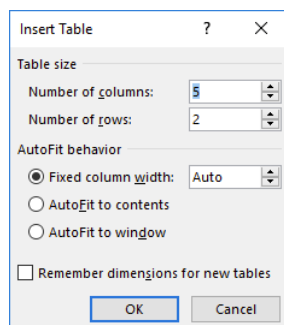 Insert Table ?
Table size
Number of columns: 5
Number of rows: 2
AutoFit behavior
Fixed column width: Auto
AutoFit to contents
AutoFit to window
Remember dimensions for new tables
OK Cancel